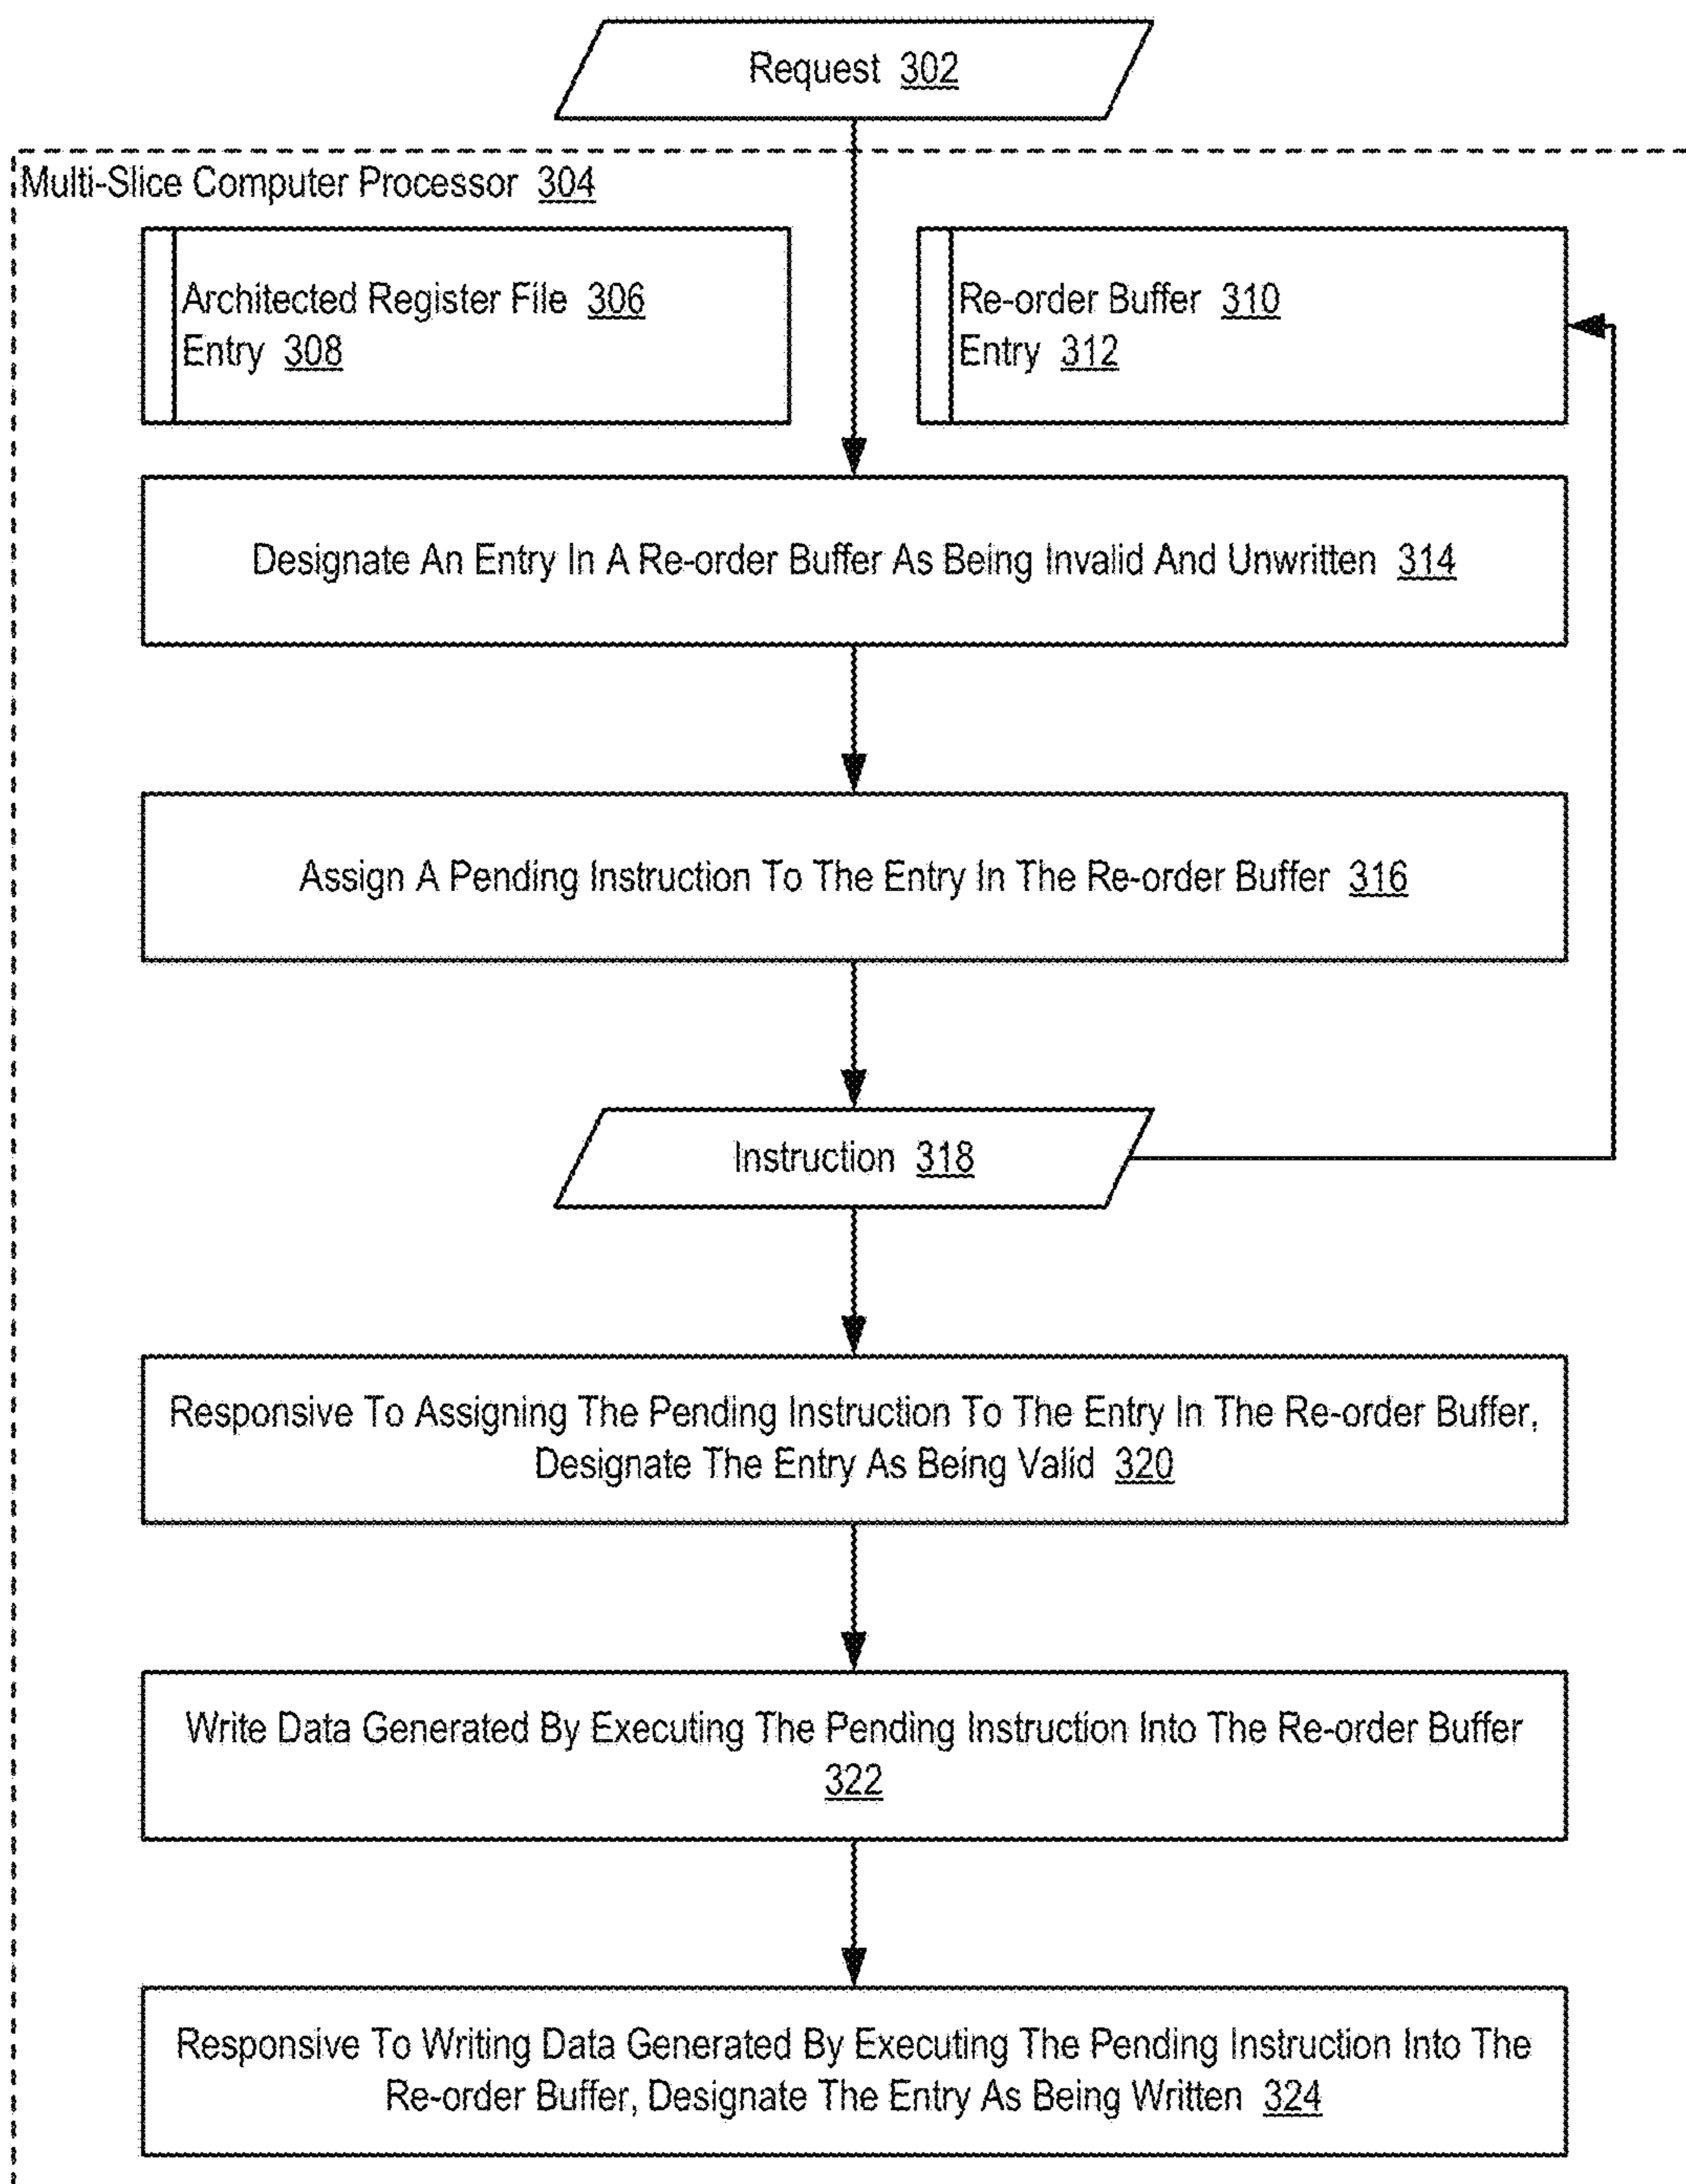 Request 302
Multi-Slice Computer Processor 304
Architected Register File 306
Entry 308
Re-order Buffer 310
Entry 312
Designate An Entry In A Re-order Buffer As Being Invalid And Unwritten 314
Assign A Pending Instruction To The Entry In The Re-order Buffer 316
Instruction 318
Responsive To Assigning The Pending Instruction To The Entry In The Re-order Buffer,
Designate The Entry As Being Valid 320
Write Data Generated By Executing The Pending Instruction Into The Re-order Buffer
322
Responsive To Writing Data Generated By Executing The Pending Instruction Into The
Re-order Buffer, Designate The Entry As Being Written 324